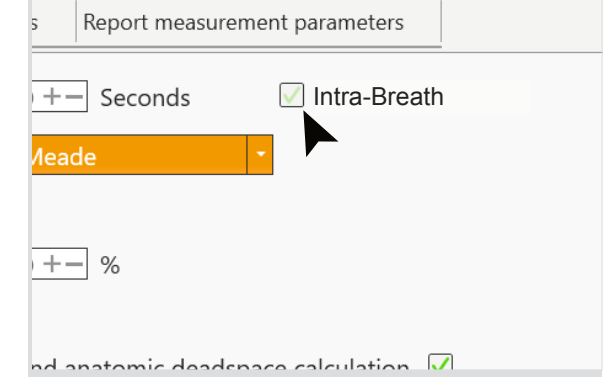 s Report measurement parameters
Seconds Intra-Breath
Meade
%
nd anatomic deadspace calculation